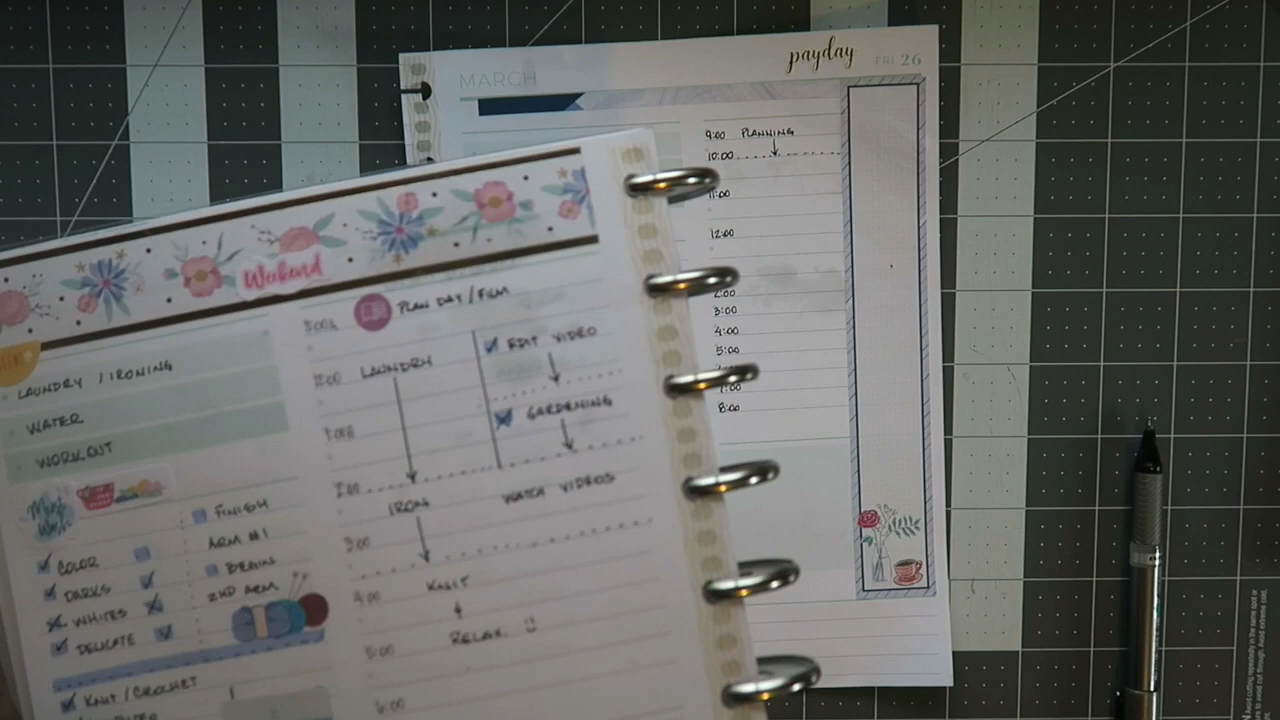 MARCH
payday
FRI 26
9:00 PLANNING
10:00
11:00
12:00
2:00
3:00
4:00
5:00
7:00
8:00
Weekend
PLAN DAY / FILM
LAUNDRY / IRONING
WATER
WORKOUT
LAUNDRY
EDIT VIDEO
GARDENING
IRON
WATCH VIDEOS
3:00
4:00 KNIT
&
5:00 RELAX
6:00
COLOR
DARKS
WHITES
DELICATE
FINISH
ARM #1
2ND ARM
KNIT / CROCHET